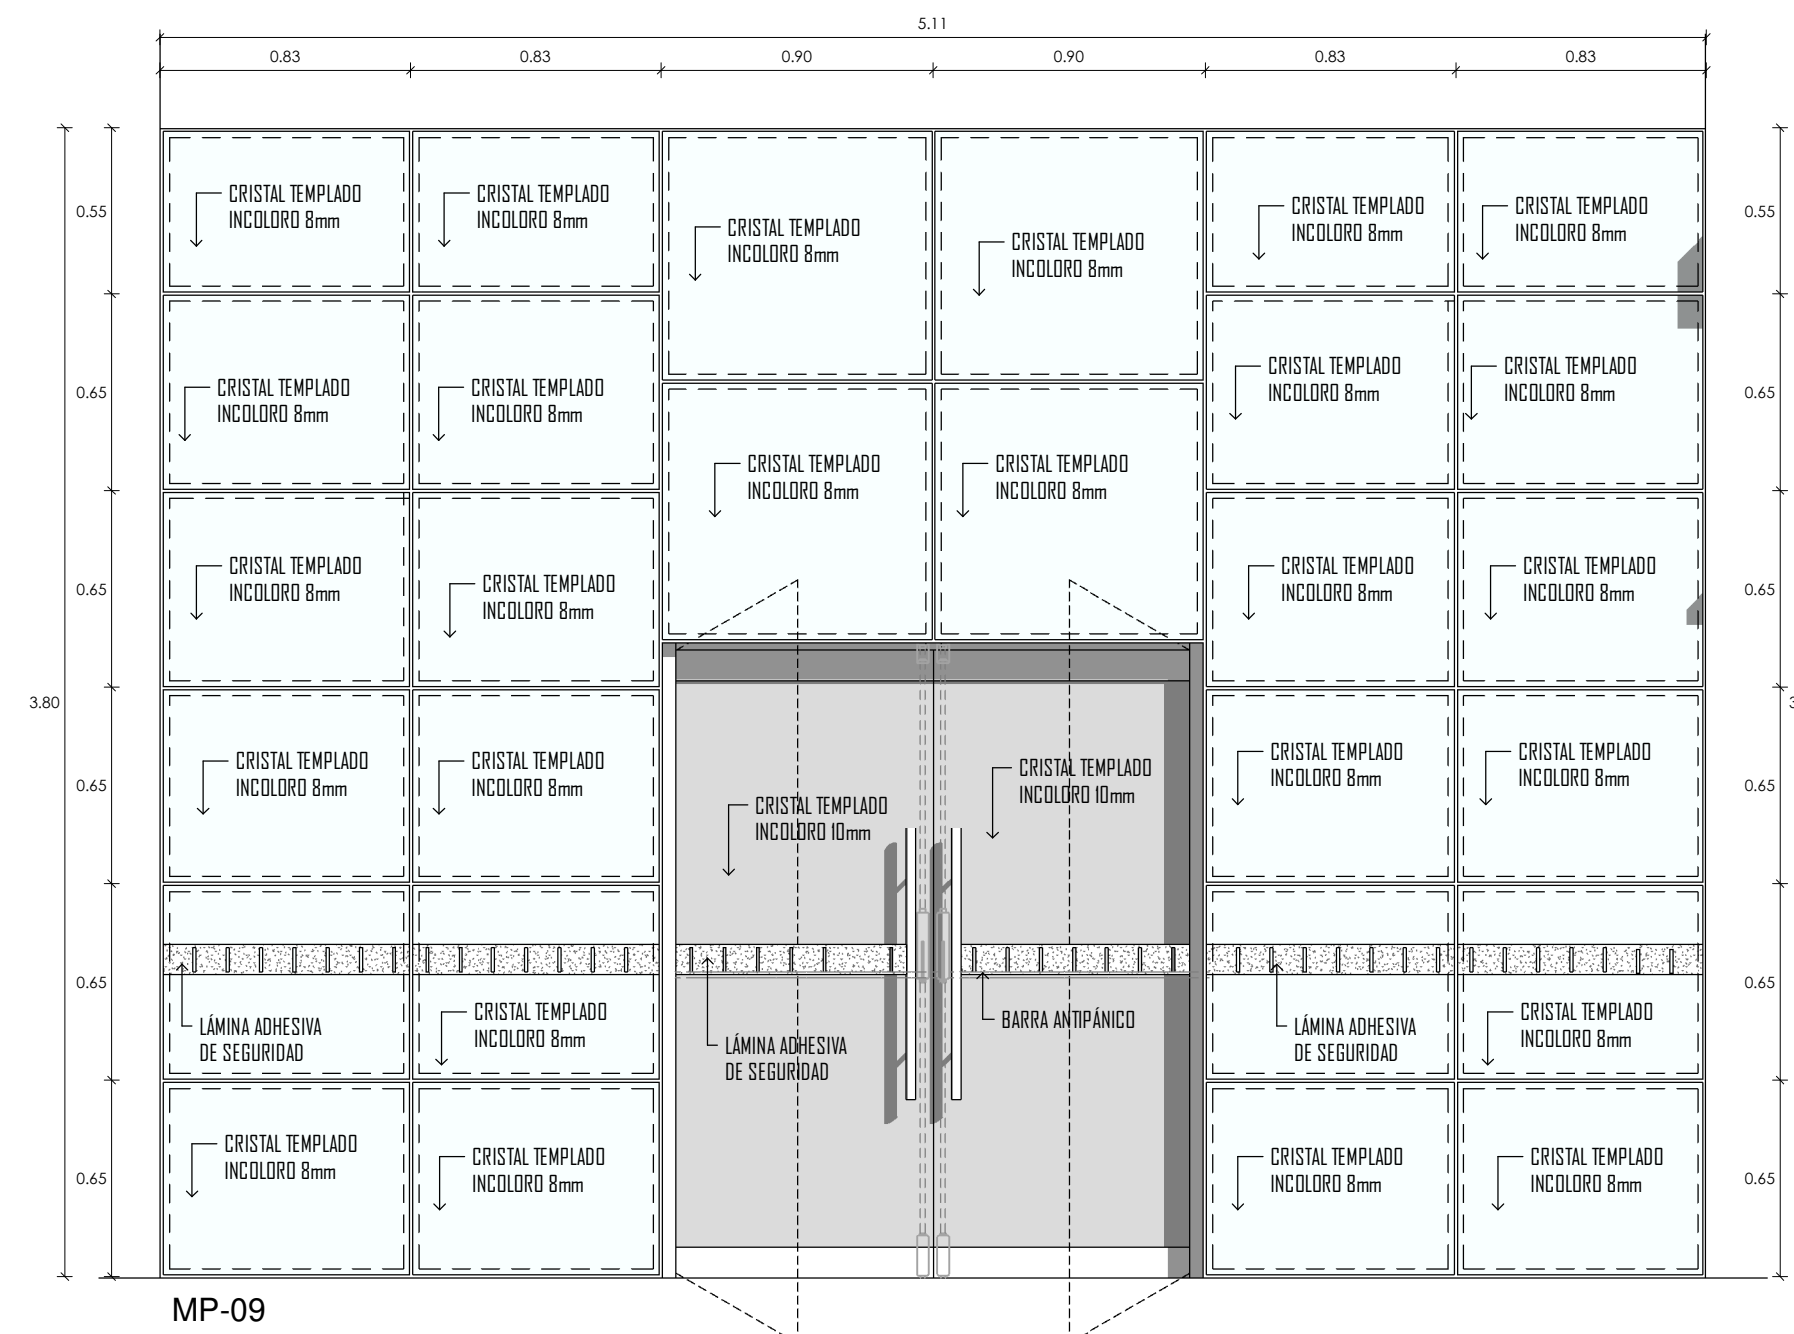 5.11
0.83
0.83
0.90
0.90
0.83
0.83
CRISTAL TEMPLADO
INCOLORO 8mm
CRISTAL TEMPLADO
INCOLORO 8mm
CRISTAL TEMPLADO
INCOLORO 8mm
CRISTAL TEMPLADO
INCOLORO 8mm
CRISTAL TEMPLADO
INCOLORO 8mm
CRISTAL TEMPLADO
INCOLORO 8mm
0.55
0.55
CRISTAL TEMPLADO
INCOLORO 8mm
CRISTAL TEMPLADO
INCOLORO 8mm
CRISTAL TEMPLADO
INCOLORO 8mm
CRISTAL TEMPLADO
INCOLORO 8mm
0.65
0.65
CRISTAL TEMPLADO
INCOLORO 8mm
CRISTAL TEMPLADO
INCOLORO 8mm
CRISTAL TEMPLADO
INCOLORO 8mm
CRISTAL TEMPLADO
INCOLORO 8mm
CRISTAL TEMPLADO
INCOLORO 8mm
CRISTAL TEMPLADO
INCOLORO 8mm
0.65
0.65
3.80
CRISTAL TEMPLADO
INCOLORO 8mm
CRISTAL TEMPLADO
INCOLORO 8mm
CRISTAL TEMPLADO
INCOLORO 10mm
CRISTAL TEMPLADO
INCOLORO 10mm
CRISTAL TEMPLADO
INCOLORO 8mm
CRISTAL TEMPLADO
INCOLORO 8mm
0.65
0.65
0.65
0.65
LÁMINA ADHESIVA
DE SEGURIDAD
CRISTAL TEMPLADO
INCOLORO 8mm
LÁMINA ADHESIVA
DE SEGURIDAD
BARRA ANTIPÁNICO
LÁMINA ADHESIVA
DE SEGURIDAD
CRISTAL TEMPLADO
INCOLORO 8mm
CRISTAL TEMPLADO
INCOLORO 8mm
CRISTAL TEMPLADO
INCOLORO 8mm
CRISTAL TEMPLADO
INCOLORO 8mm
CRISTAL TEMPLADO
INCOLORO 8mm
0.65
0.65
MP-09